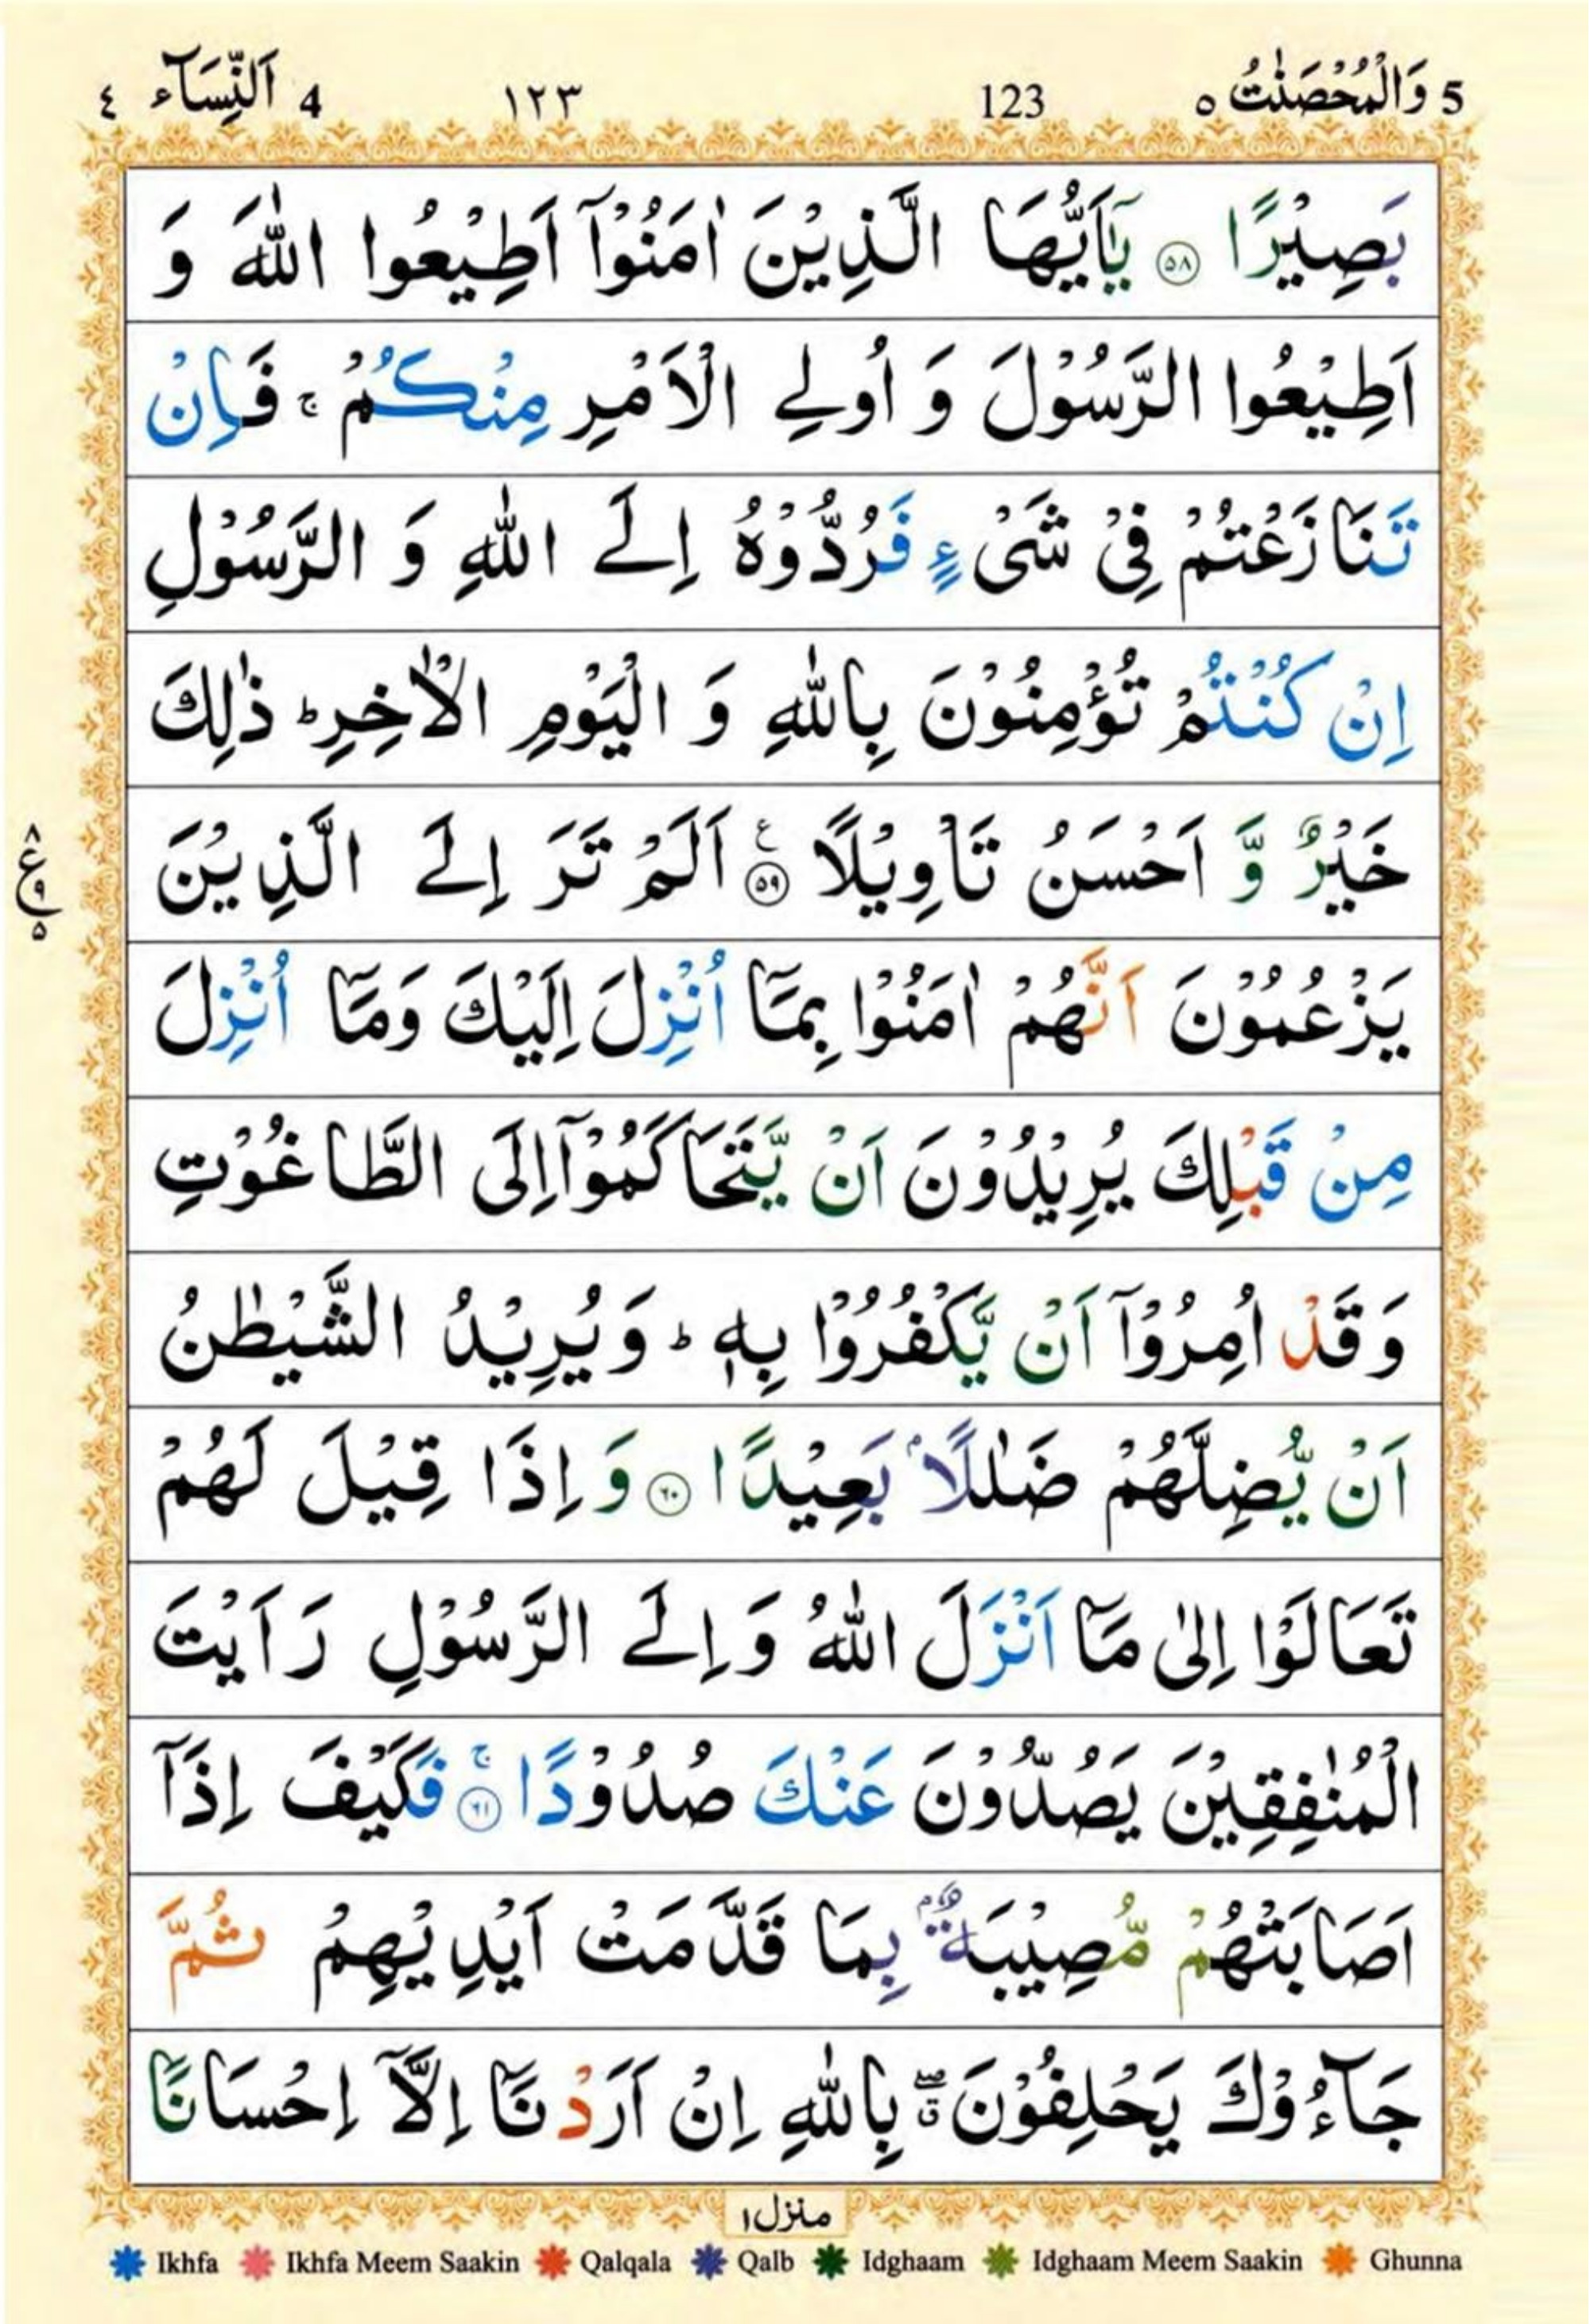 5 وَالْمُحْصَنٰتُ ٥ 123 ١٢٣ 4 اَلنِّسَآء ٤
بَصِيْرًا ﴿٥٨﴾ يٰۤاَيُّهَا الَّذِيْنَ اٰمَنُوْۤا اَطِيْعُوا اللّٰهَ وَ
اَطِيْعُوا الرَّسُوْلَ وَ اُولِے الْاَمْرِ مِنْكُمْ ۚ فَاِنْ
تَنَازَعْتُمْ فِیْ شَیْءٍ فَرُدُّوْهُ اِلَے اللّٰهِ وَ الرَّسُوْلِ
اِنْ كُنْتُمْ تُؤْمِنُوْنَ بِاللّٰهِ وَ الْيَوْمِ الْاٰخِرِ ؕ ذٰلِكَ
خَيْرٌ وَّ اَحْسَنُ تَاْوِيْلًا ﴿٥٩﴾ ع اَلَمْ تَرَ اِلَے الَّذِيْنَ
٨ ع ٩ ٥
يَزْعُمُوْنَ اَنَّهُمْ اٰمَنُوْا بِمَاۤ اُنْزِلَ اِلَيْكَ وَمَاۤ اُنْزِلَ
مِنْ قَبْلِكَ يُرِيْدُوْنَ اَنْ يَّتَحَاكَمُوْۤا اِلَى الطَّاغُوْتِ
وَقَدْ اُمِرُوْۤا اَنْ يَّكْفُرُوْا بِهٖ ؕ وَيُرِيْدُ الشَّيْطٰنُ
اَنْ يُّضِلَّهُمْ ضَلٰلًاۢ بَعِيْدًا ﴿٦٠﴾ وَاِذَا قِيْلَ لَهُمْ
تَعَالَوْا اِلٰى مَاۤ اَنْزَلَ اللّٰهُ وَاِلَے الرَّسُوْلِ رَاَيْتَ
الْمُنٰفِقِيْنَ يَصُدُّوْنَ عَنْكَ صُدُوْدًا ۚ﴿٦١﴾ فَكَيْفَ اِذَاۤ
اَصَابَتْهُمْ مُّصِيْبَةٌۢ بِمَا قَدَّمَتْ اَيْدِيْهِمْ ثُمَّ
جَآءُوْكَ يَحْلِفُوْنَ ۖ ق بِاللّٰهِ اِنْ اَرَدْنَاۤ اِلَّاۤ اِحْسَانًا
منزل١
Ikhfa Ikhfa Meem Saakin Qalqala Qalb Idghaam Idghaam Meem Saakin Ghunna